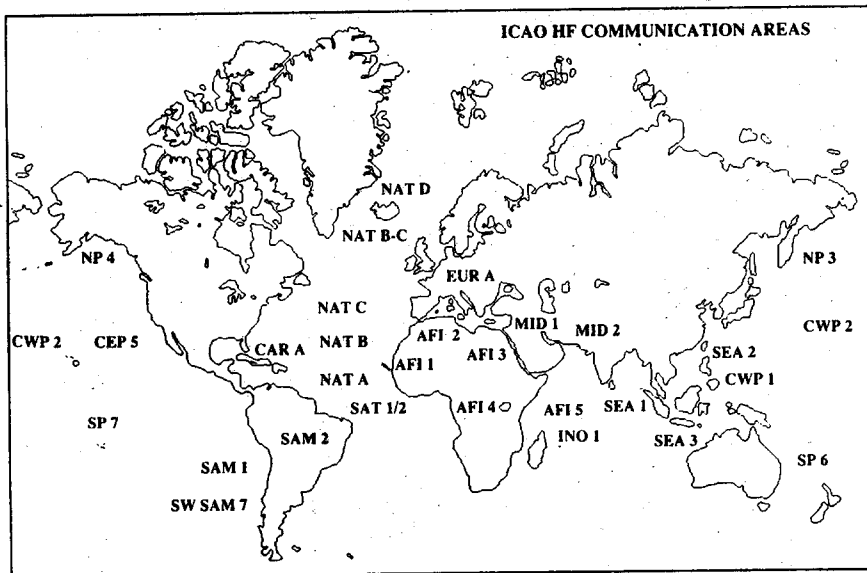 ICAO HF COMMUNICATION AREAS
NAT D
NAT B-C
NP 4
EUR A
NP 3
NAT C
MID 1
MID 2
CWP 2
CWP 2
CEP 5
CAR A
NAT B
AFI 2
SEA 2
AFI 1
AFI 3
NAT A
CWP 1
SAT 1/2
AFI 4
AFI 5
SEA 1
SP 7
SAM 2
INO 1
SEA 3
SAM 1
SP 6
SW SAM 7